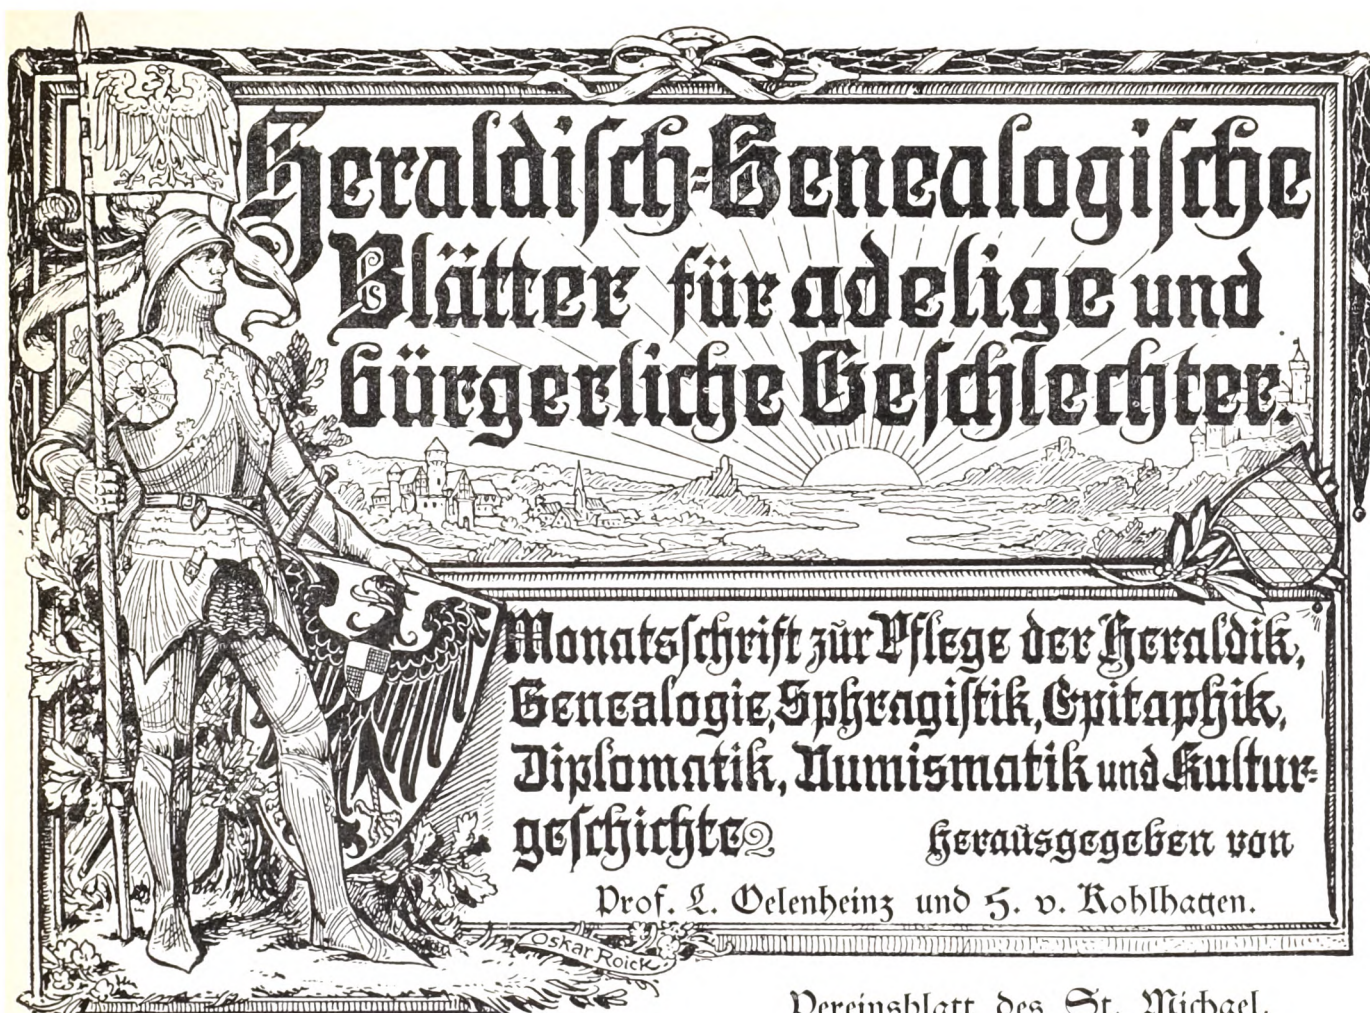 Heraldisch-Genealogische
Blätter für adelige und
bürgerliche Geschlechter.
Monatsschrift zur Pflege der Heraldik,
Genealogie, Sphragistik, Epitaphik,
Diplomatik, Numismatik und Kultur-
geschichte
Herausgegeben von
Prof. L. Oelenheinz und H. v. Kohlhagen.
Oskar Roick
Vereinsblatt des St. Michael.